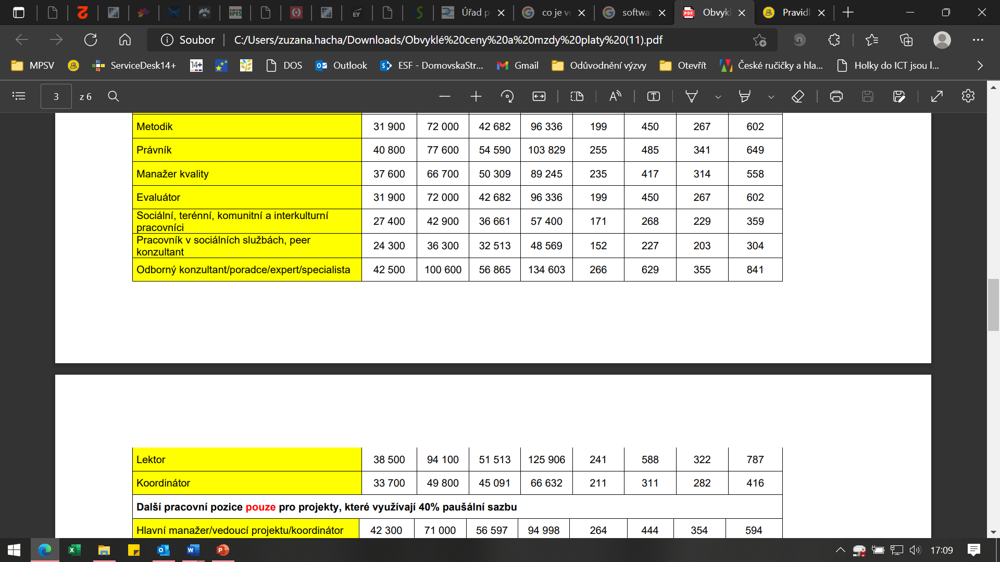 Úřad p
co je v
softwa
Obvykl
Pravidl
Soubor C:/Users/zuzana.hacha/Downloads/Obvyklé%20ceny%20a%20mzdy%20platy%20(11).pdf
MPSV ServiceDesk14+ 14+ DOS Outlook ESF - DomovskaStr... Gmail Odůvodnění výzvy Otevřít České ručičky a hla... Holky do ICT jsou l...
3 z 6
Metodik 31 900 72 000 42 682 96 336 199 450 267 602
Právník 40 800 77 600 54 590 103 829 255 485 341 649
Manažer kvality 37 600 66 700 50 309 89 245 235 417 314 558
Evaluátor 31 900 72 000 42 682 96 336 199 450 267 602
Sociální, terénní, komunitní a interkulturní
pracovníci 27 400 42 900 36 661 57 400 171 268 229 359
Pracovník v sociálních službách, peer
konzultant 24 300 36 300 32 513 48 569 152 227 203 304
Odborný konzultant/poradce/expert/specialista 42 500 100 600 56 865 134 603 266 629 355 841
Lektor 38 500 94 100 51 513 125 906 241 588 322 787
Koordinátor 33 700 49 800 45 091 66 632 211 311 282 416
Další pracovní pozice pouze pro projekty, které využívají 40% paušální sazbu
Hlavní manažer/vedoucí projektu/koordinátor 42 300 71 000 56 597 94 998 264 444 354 594
17:09